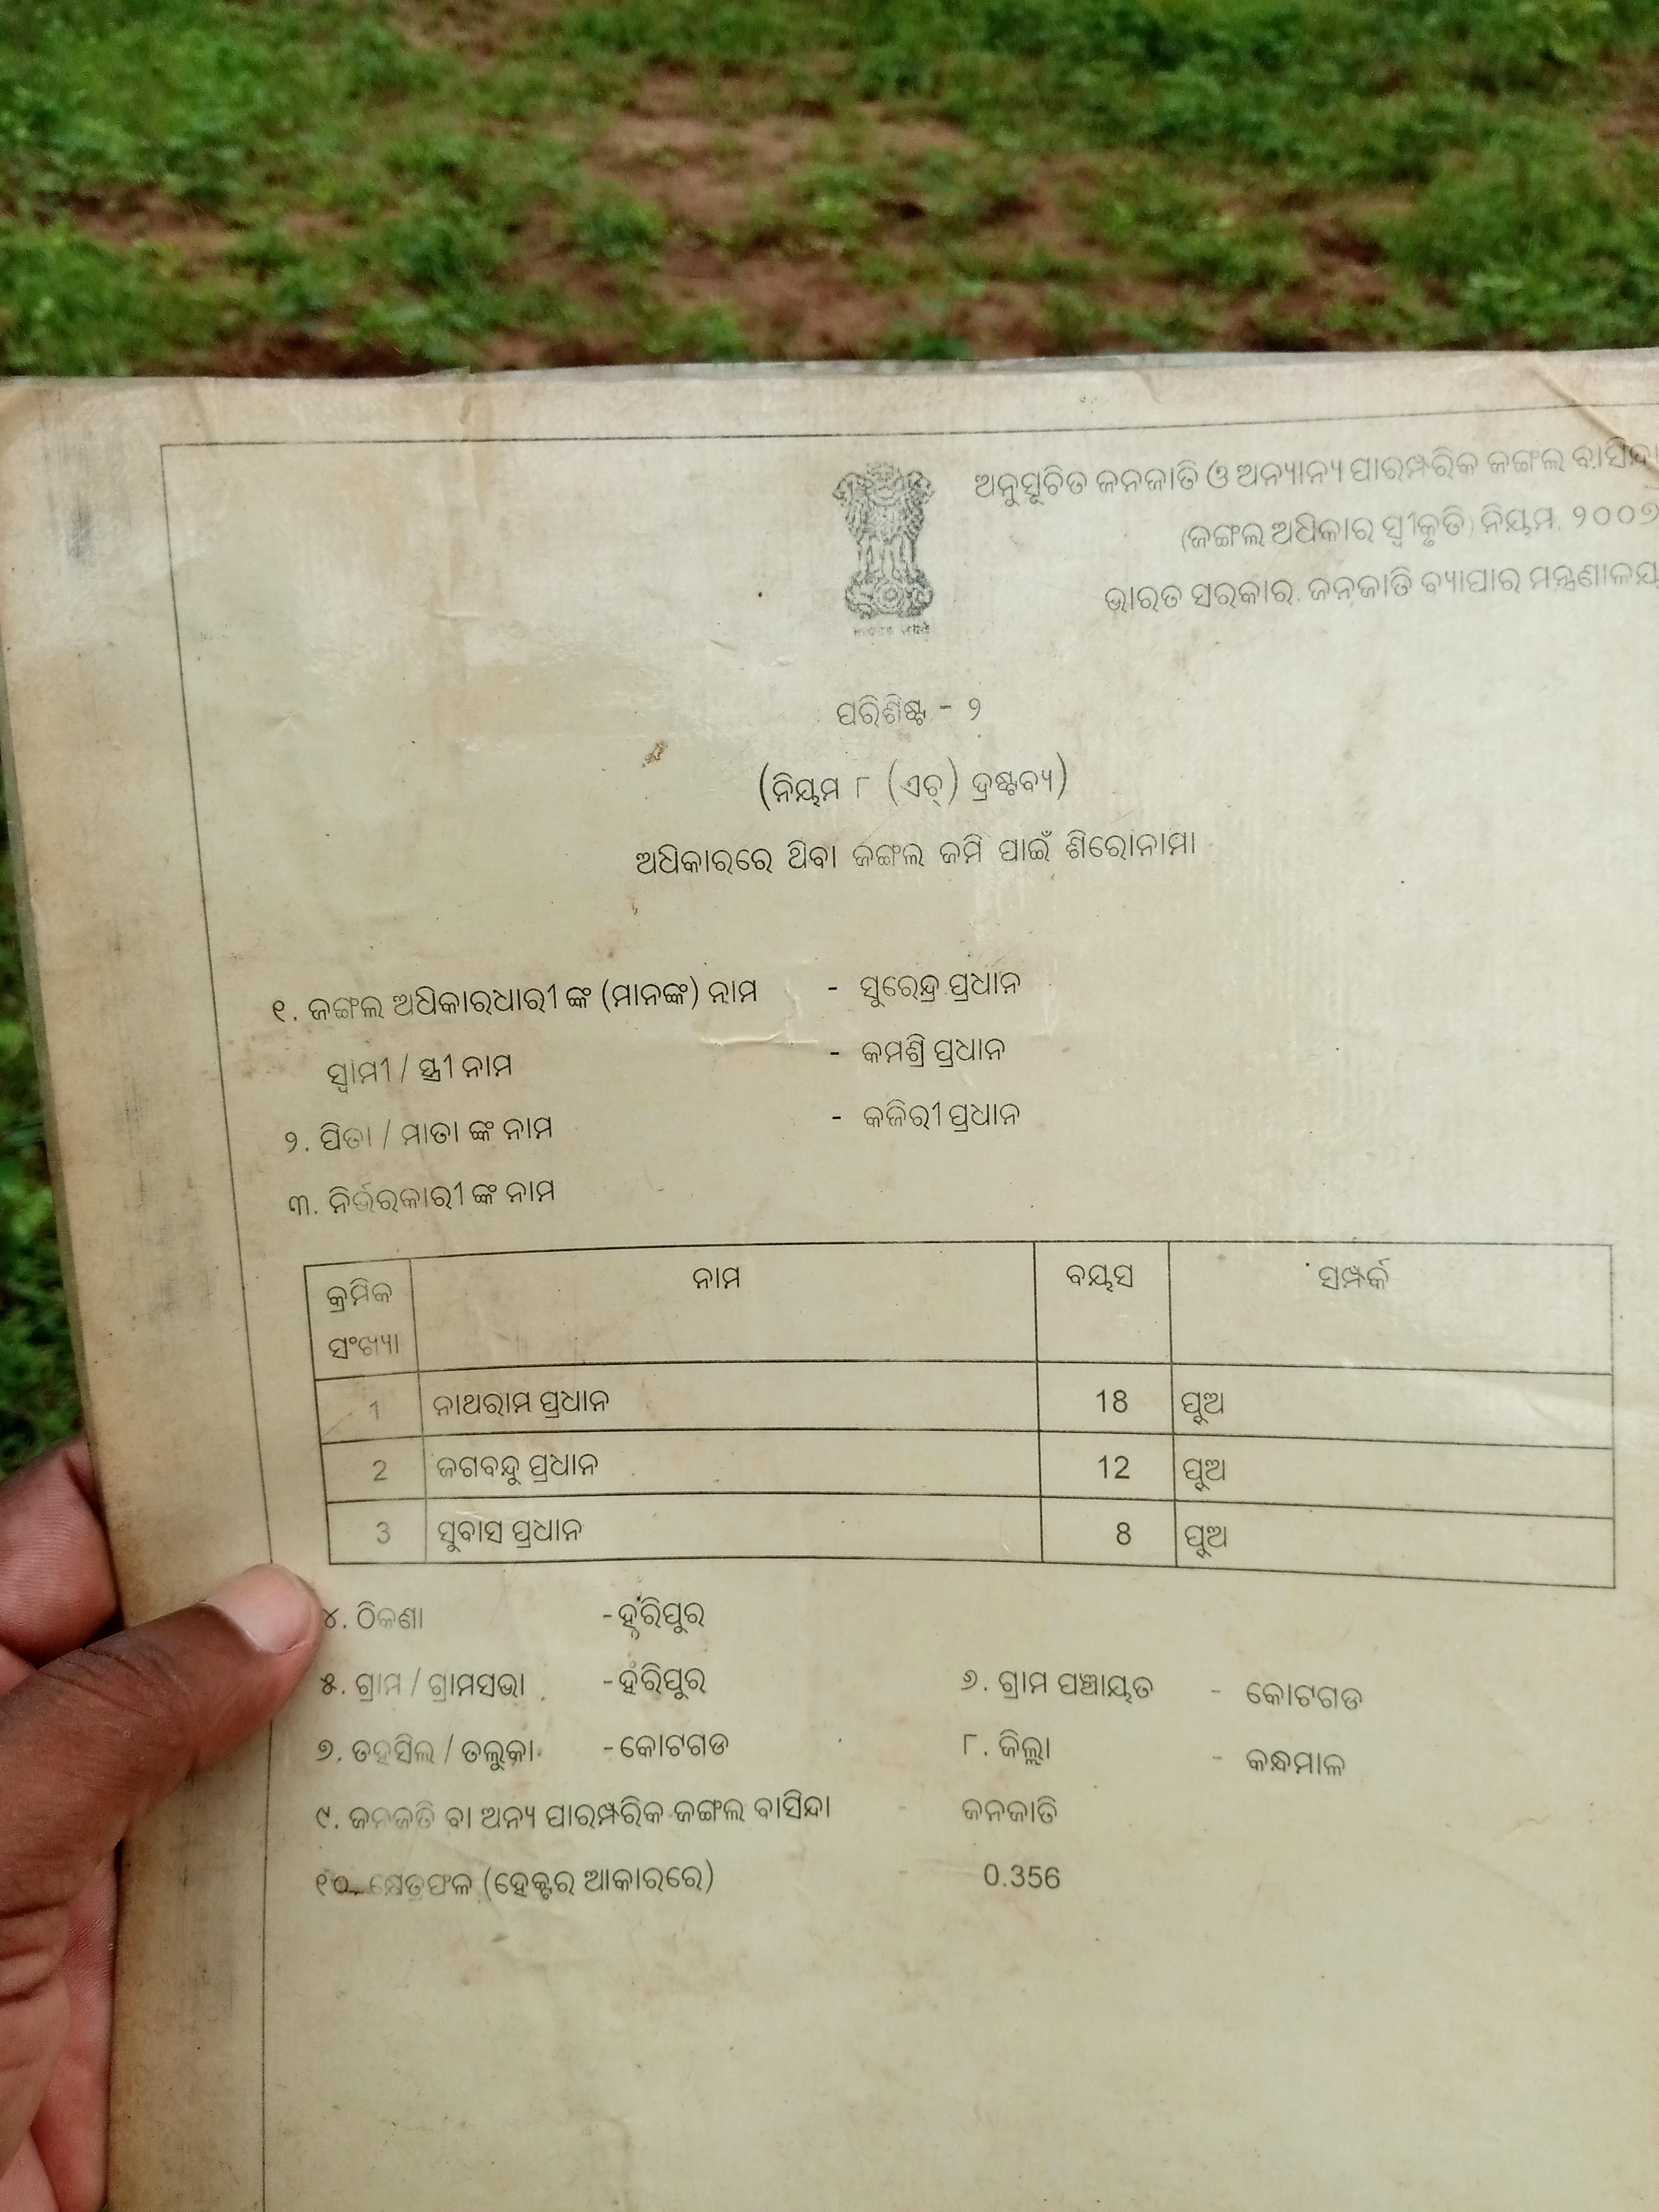 ଅନୁସୂଚିତ ଜନଜାତି ଓ ଅନ୍ୟାନ୍ୟ ପାରମ୍ପରିକ ଜଙ୍ଗଲ ବାସିନ୍ଦା
(ଜଙ୍ଗଲ ଅଧିକାର ସ୍ୱୀକୃତି) ନିୟମ, ୨୦୦୭
ଭାରତ ସରକାର, ଜନଜାତି ବ୍ୟାପାର ମନ୍ତ୍ରଣାଳୟ
ପରିଶିଷ୍ଟ - ୨
(ନିୟମ ୮ (ଏଚ୍) ଦ୍ରଷ୍ଟବ୍ୟ)
ଅଧିକାରରେ ଥିବା ଜଙ୍ଗଲ ଜମି ପାଇଁ ଶିରୋନାମା
୧. ଜଙ୍ଗଲ ଅଧିକାରଧାରୀ ଙ୍କ (ମାନଙ୍କ) ନାମ - ସୁରେନ୍ଦ୍ର ପ୍ରଧାନ
ସ୍ୱାମୀ / ସ୍ତ୍ରୀ ନାମ - କମଶ୍ରି ପ୍ରଧାନ
୨. ପିତା / ମାତା ଙ୍କ ନାମ - କଜିରୀ ପ୍ରଧାନ
୩. ନିର୍ଭରକାରୀ ଙ୍କ ନାମ
କ୍ରମିକ ସଂଖ୍ୟା ନାମ ବୟସ ସମ୍ପର୍କ
1 ନାଥରାମ ପ୍ରଧାନ 18 ପୁଅ
2 ଜଗବନ୍ଦୁ ପ୍ରଧାନ 12 ପୁଅ
3 ସୁବାସ ପ୍ରଧାନ 8 ପୁଅ
୪. ଠିକଣା - ହରିପୁର
୫. ଗ୍ରାମ / ଗ୍ରାମସଭା - ହରିପୁର ୬. ଗ୍ରାମ ପଞ୍ଚାୟତ - କୋଟଗଡ
୭. ତହସିଲ / ତଲୁକା - କୋଟଗଡ ୮. ଜିଲ୍ଲା - କନ୍ଧମାଳ
୯. ଜନଜାତି ବା ଅନ୍ୟ ପାରମ୍ପରିକ ଜଙ୍ଗଲ ବାସିନ୍ଦା - ଜନଜାତି
୧୦. କ୍ଷେତ୍ରଫଳ (ହେକ୍ଟର ଆକାରରେ) - 0.356